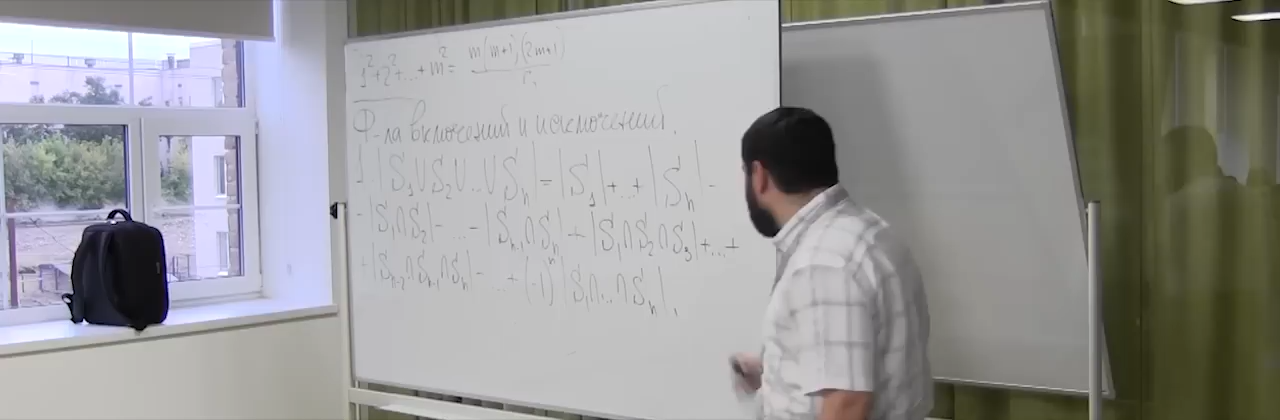 1²+2²+...+m² = m(m+1)(2m+1)/6
Ф-ла включений и исключений.
1. |S₁∪S₂∪...∪Sₙ| = |S₁|+...+|Sₙ| -
- |S₁∩S₂| - ... - |Sₙ₋₁∩Sₙ| + |S₁∩S₂∩S₃| +...+
+ |Sₙ₋₂∩Sₙ₋₁∩Sₙ| - ... + (-1)ⁿ |S₁∩...∩Sₙ|.